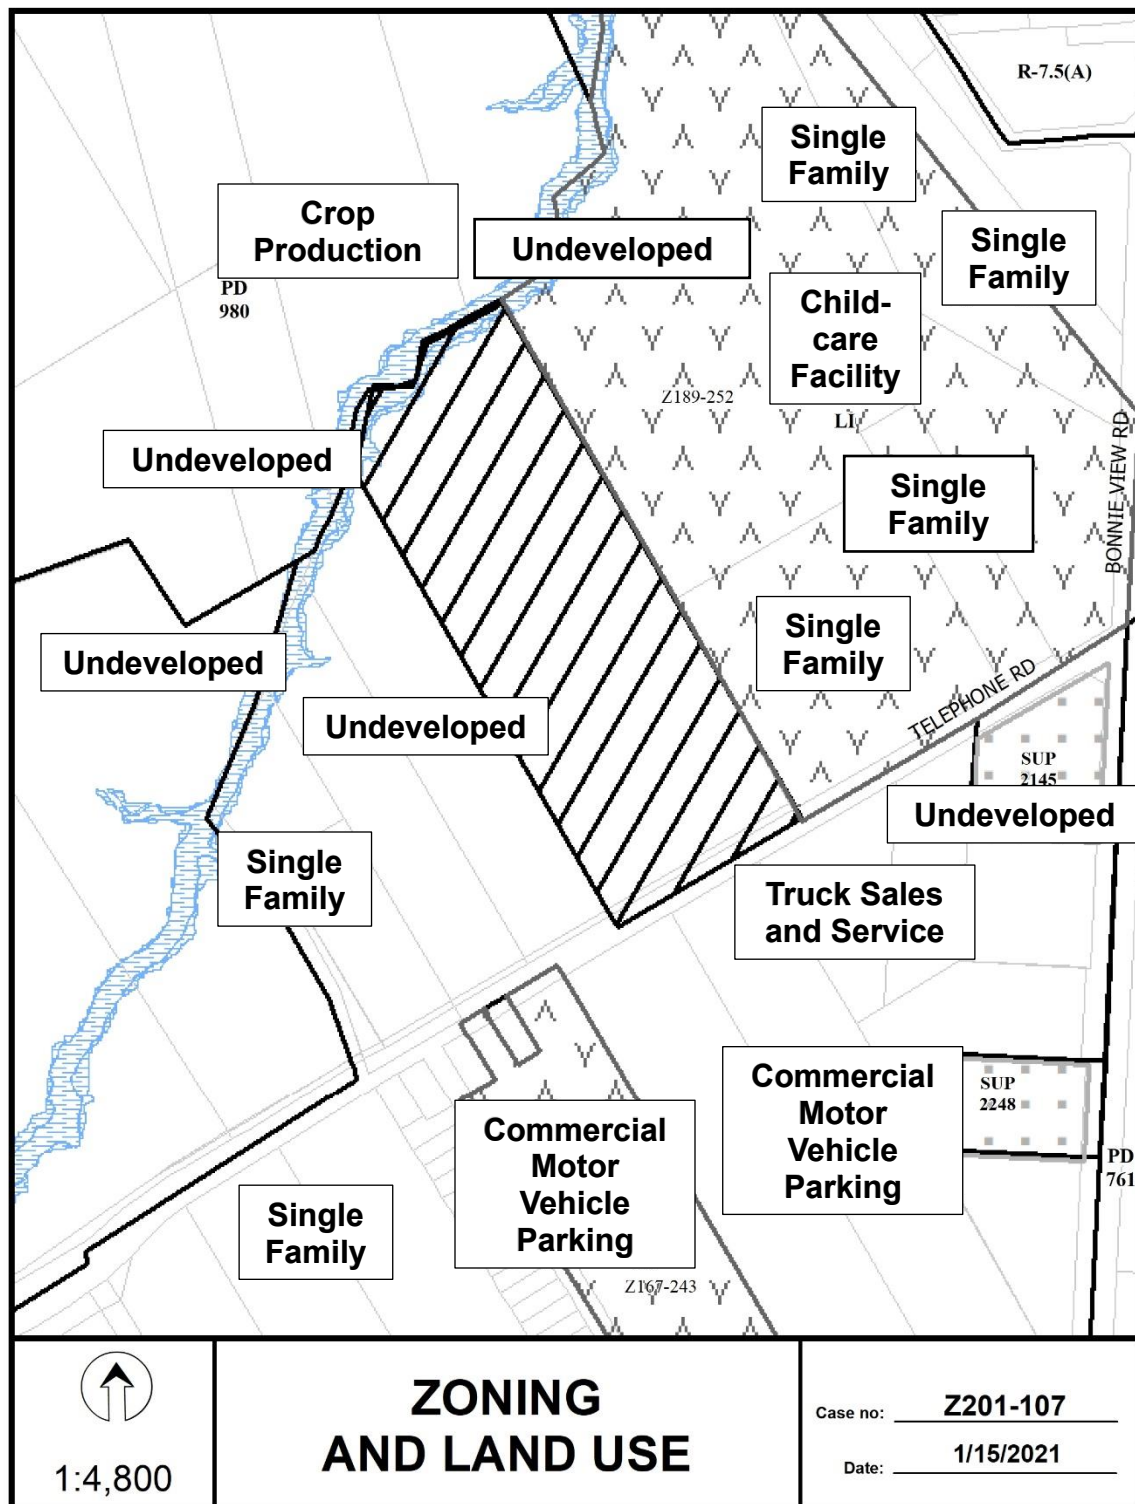 R-7.5(A)
Single
Family
Crop
Production
Undeveloped
Single
Family
PD
980
Child-
care
Facility
Z189-252
LI
BONNIE VIEW RD
Undeveloped
Single
Family
Single
Family
Undeveloped
Undeveloped
TELEPHONE RD
SUP
2145
Undeveloped
Single
Family
Truck Sales
and Service
Commercial
Motor
Vehicle
Parking
SUP
2248
Commercial
Motor
Vehicle
Parking
PD
761
Single
Family
Z167-243
1:4,800
ZONING
AND LAND USE
Case no: Z201-107
Date: 1/15/2021